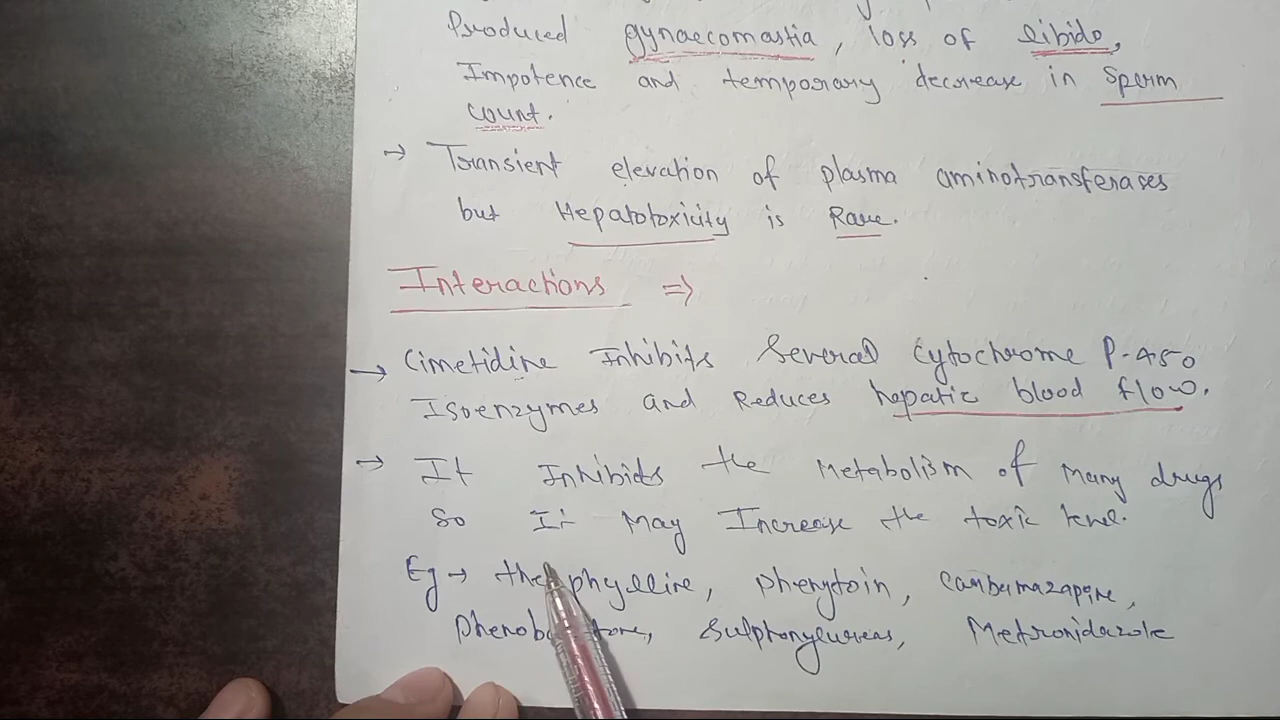 Produced gynaecomastia, loss of libido,
Impotence and temporary decrease in sperm
count.
→ Transient elevation of plasma aminotransferases
but Hepatotoxicity is Rare.
Interactions ⇒
→ Cimetidine Inhibits Several Cytochrome P-450
Isoenzymes and Reduces hepatic blood flow.
→ It Inhibits the Metabolism of Many drugs
So It May Increase the toxic level.
Eg → , phenytoin, ,
, Sulphonylureas, Metronidazole